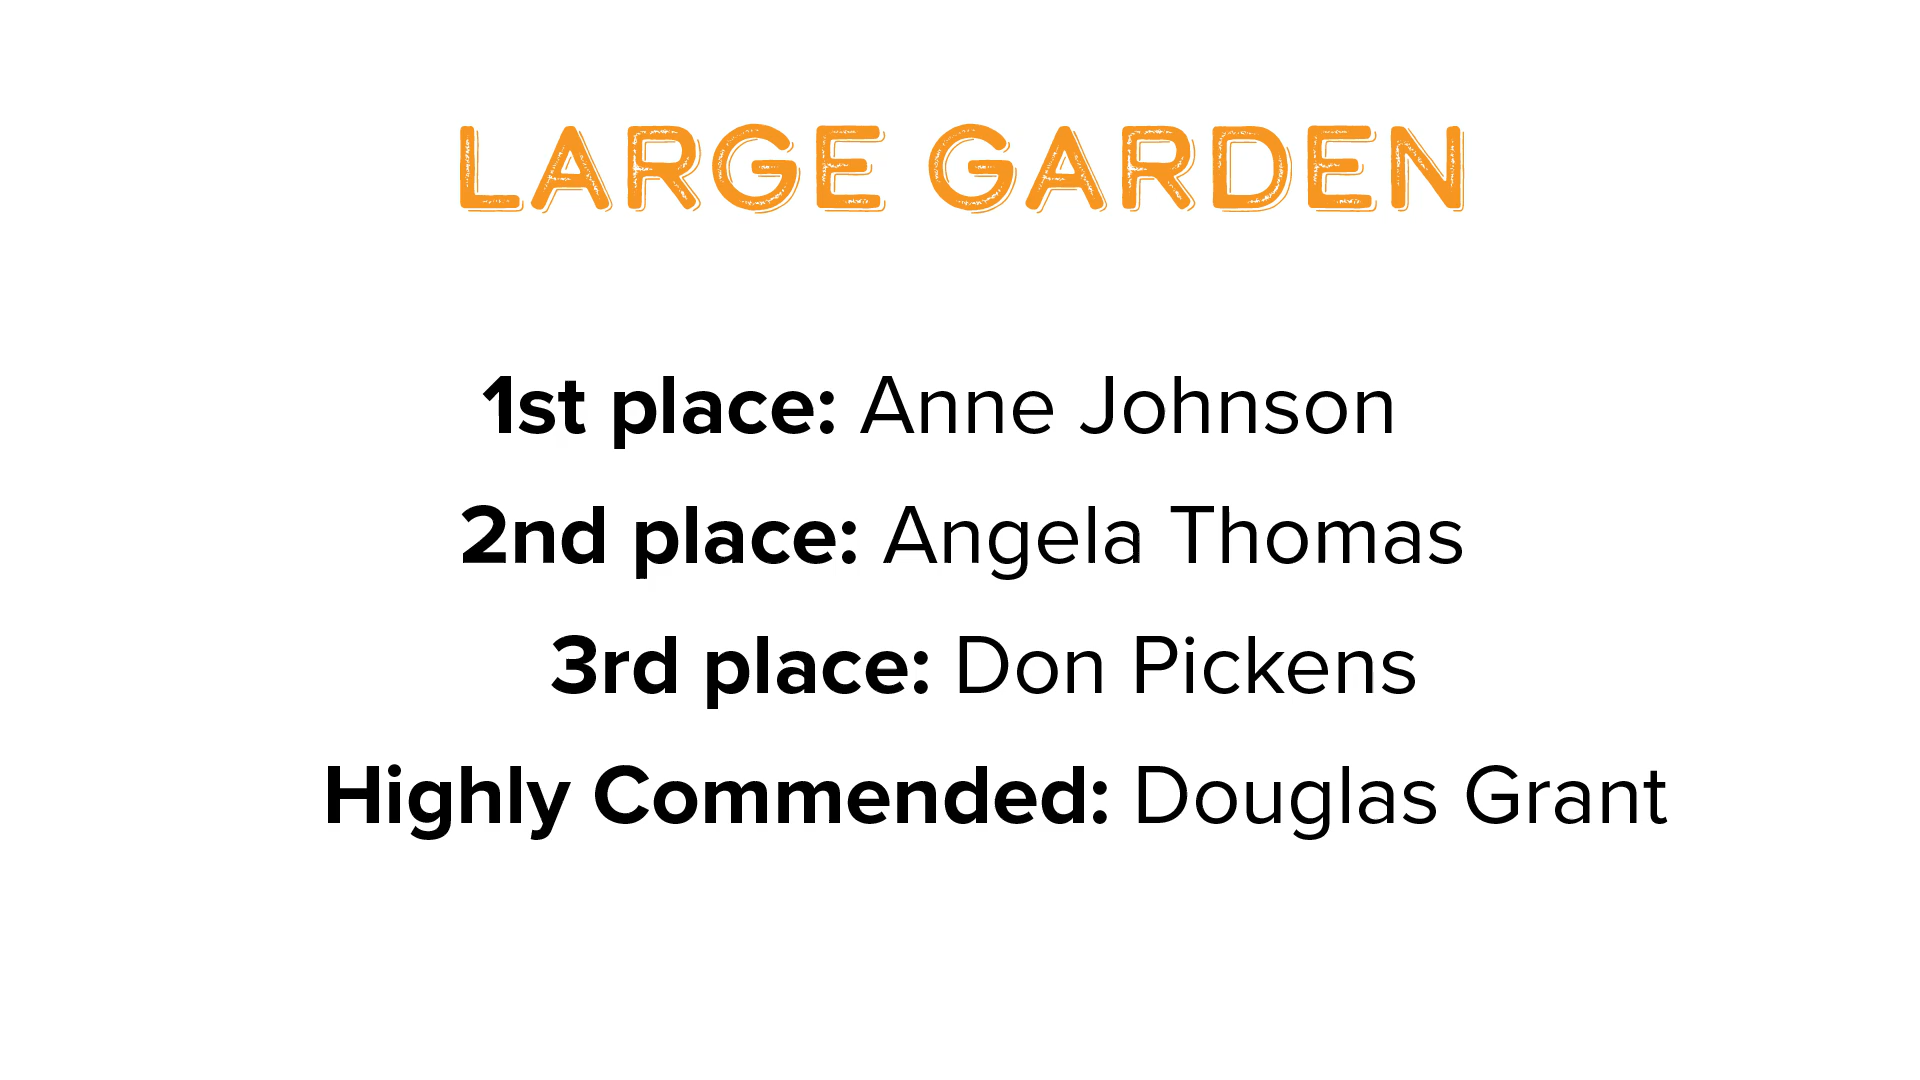 LARGE GARDEN
1st place: Anne Johnson
2nd place: Angela Thomas
3rd place: Don Pickens
Highly Commended: Douglas Grant